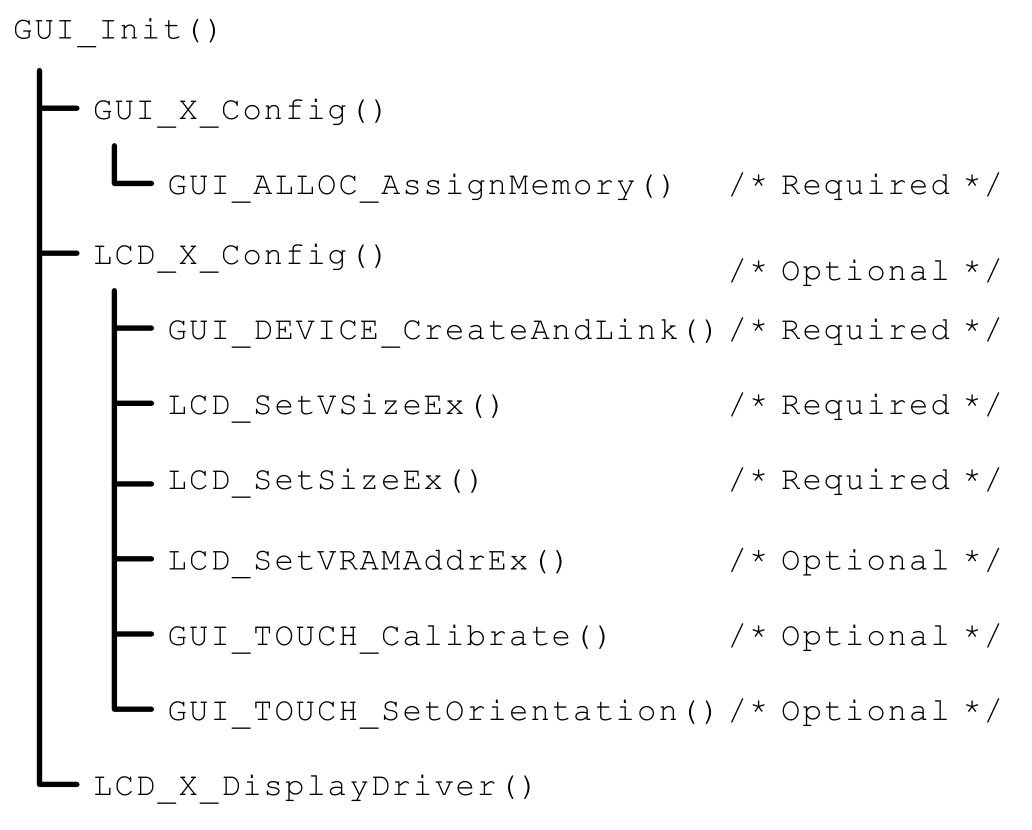 GUI_Init()
GUI_X_Config()
GUI_ALLOC_AssignMemory() /* Required */
LCD_X_Config()
/* Optional */
GUI_DEVICE_CreateAndLink() /* Required */
LCD_SetVSizeEx() /* Required */
LCD_SetSizeEx() /* Required */
LCD_SetVRAMAddrEx() /* Optional */
GUI_TOUCH_Calibrate() /* Optional */
GUI_TOUCH_SetOrientation() /* Optional */
LCD_X_DisplayDriver()